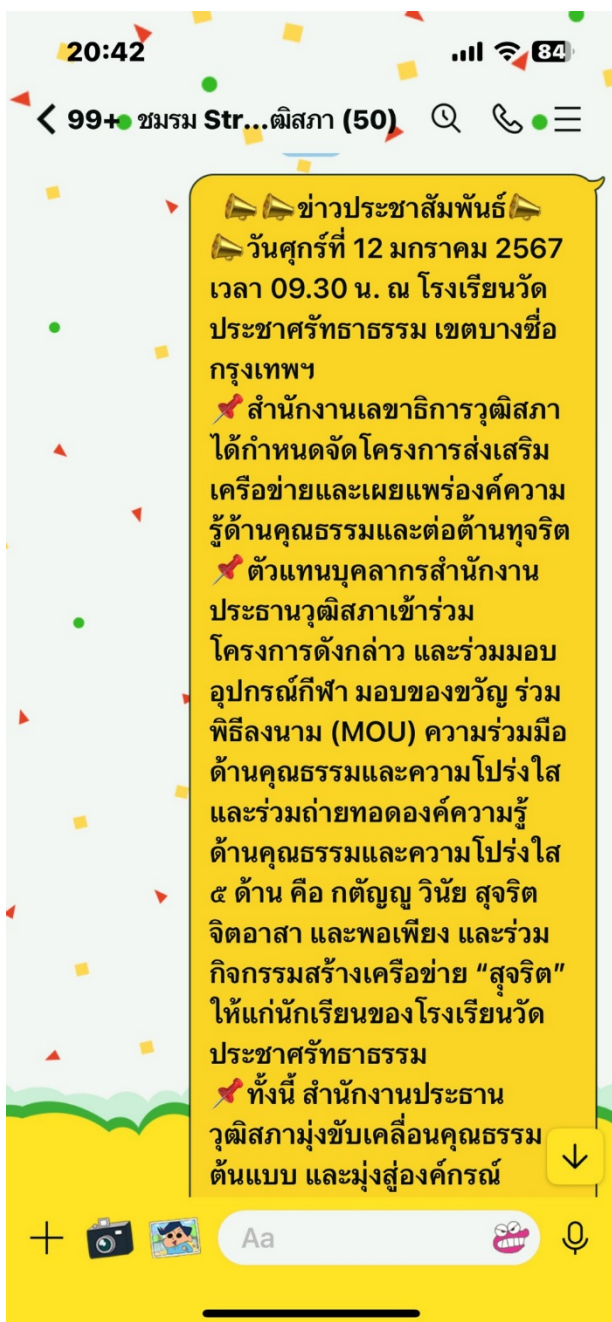 20:42
84
99+ ชมรม Str...ฒิสภา (50)
ข่าวประชาสัมพันธ์
วันศุกร์ที่ 12 มกราคม 2567
เวลา 09.30 น. ณ โรงเรียนวัด
ประชาศรัทธาธรรม เขตบางซื่อ
กรุงเทพฯ
สำนักงานเลขาธิการวุฒิสภา
ได้กำหนดจัดโครงการส่งเสริม
เครือข่ายและเผยแพร่องค์ความ
รู้ด้านคุณธรรมและต่อต้านทุจริต
ตัวแทนบุคลากรสำนักงาน
ประธานวุฒิสภาเข้าร่วม
โครงการดังกล่าว และร่วมมอบ
อุปกรณ์กีฬา มอบของขวัญ ร่วม
พิธีลงนาม (MOU) ความร่วมมือ
ด้านคุณธรรมและความโปร่งใส
และร่วมถ่ายทอดองค์ความรู้
ด้านคุณธรรมและความโปร่งใส
๕ ด้าน คือ กตัญญู วินัย สุจริต
จิตอาสา และพอเพียง และร่วม
กิจกรรมสร้างเครือข่าย “สุจริต”
ให้แก่นักเรียนของโรงเรียนวัด
ประชาศรัทธาธรรม
ทั้งนี้ สำนักงานประธาน
วุฒิสภามุ่งขับเคลื่อนคุณธรรม
ต้นแบบ และมุ่งสู่องค์กรณ์
Aa